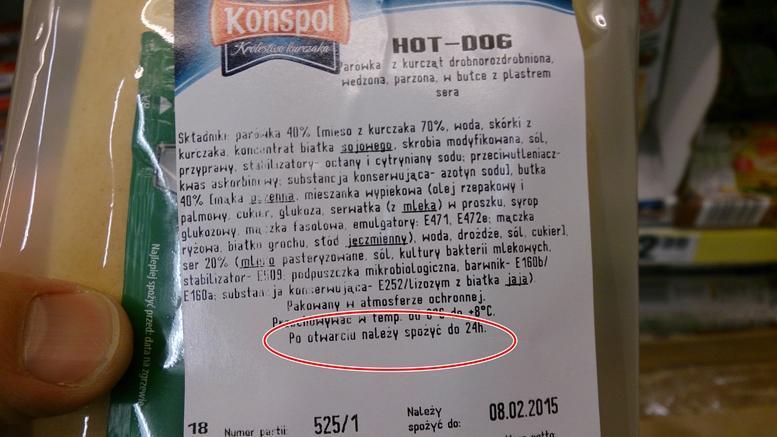 Konspol
Królestwo kurczaka
HOT-DOG
Parówka z kurcząt drobnorozdrobniona,
wędzona, parzona, w bułce z plastrem
sera
Składniki: parówka 40% [mięso z kurczaka 70%, woda, skórki z
kurczaka, koncentrat białka sojowego, skrobia modyfikowana, sól,
przyprawy, stabilizatory- octany i cytryniany sodu; przeciwutleniacz-
kwas askorbinowy; substancja konserwująca- azotyn sodu], bułka
40% [mąka pszenna, mieszanka wypiekowa (olej rzepakowy i
palmowy, cukier, glukoza, serwatka (z mleka) w proszku, syrop
glukozowy, mączka fasolowa, emulgatory: E471, E472e; mączka
ryżowa, białko grochu, słód jęczmienny), woda, drożdże, sól, cukier],
ser 20% (mleko pasteryzowane, sól, kultury bakterii mlekowych,
stabilizator- E509, podpuszczka mikrobiologiczna, barwnik- E160b/
E160a; substancja konserwująca- E252/Lizozym z białka jaja).
Pakowany w atmosferze ochronnej.
Przechowywać w temp. od 0°C do +8°C.
Po otwarciu należy spożyć do 24h.
18 Numer partii: 525/1
Należy
spożyć do: 08.02.2015
netto:
Najlepiej spożyć przed: data na zgrzewie